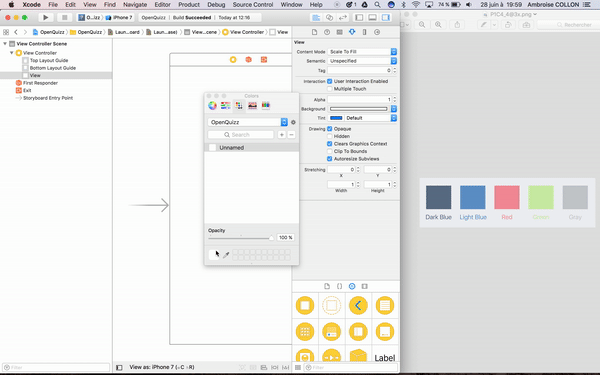 Xcode File Edit View Find Navigate Editor Product Debug Source Control Window Help 74 % 28 juin à 19:59 Ambroise COLLON
O...izz iPhone 7 OpenQuizz Build Succeeded Today at 12:16
PIC4_4@3x.png
OpenQuizz OpenQuizz Laun...oard Laun...ase) View...cene View Controller View
View Controller Scene
View Controller
Top Layout Guide
Bottom Layout Guide
View
First Responder
Exit
Storyboard Entry Point
Colors
OpenQuizz
Search
Unnamed
Opacity
100 %
View
Content Mode Scale To Fill
Semantic Unspecified
Tag 0
Interaction User Interaction Enabled
Multiple Touch
Alpha 1
Background
Tint Default
Drawing Opaque
Hidden
Clears Graphics Context
Clip To Bounds
Autoresize Subviews
Stretching 0 0
X Y
1 1
Width Height
Dark Blue Light Blue Red Green Gray
Label
Filter View as: iPhone 7 (wC hR) Filter